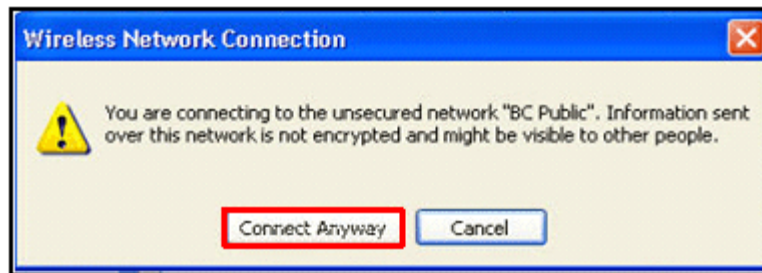 Wireless Network Connection
You are connecting to the unsecured network "BC Public". Information sent
over this network is not encrypted and might be visible to other people.
Connect Anyway
Cancel